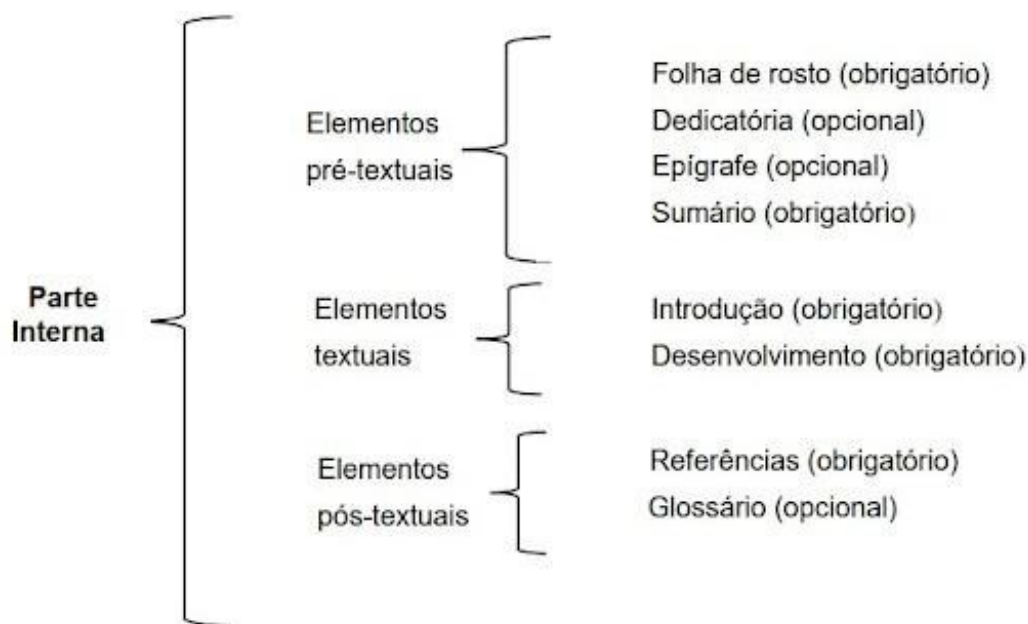 Parte
Interna
Elementos
pré-textuais
Folha de rosto (obrigatório)
Dedicatória (opcional)
Epígrafe (opcional)
Sumário (obrigatório)
Elementos
textuais
Introdução (obrigatório)
Desenvolvimento (obrigatório)
Elementos
pós-textuais
Referências (obrigatório)
Glossário (opcional)